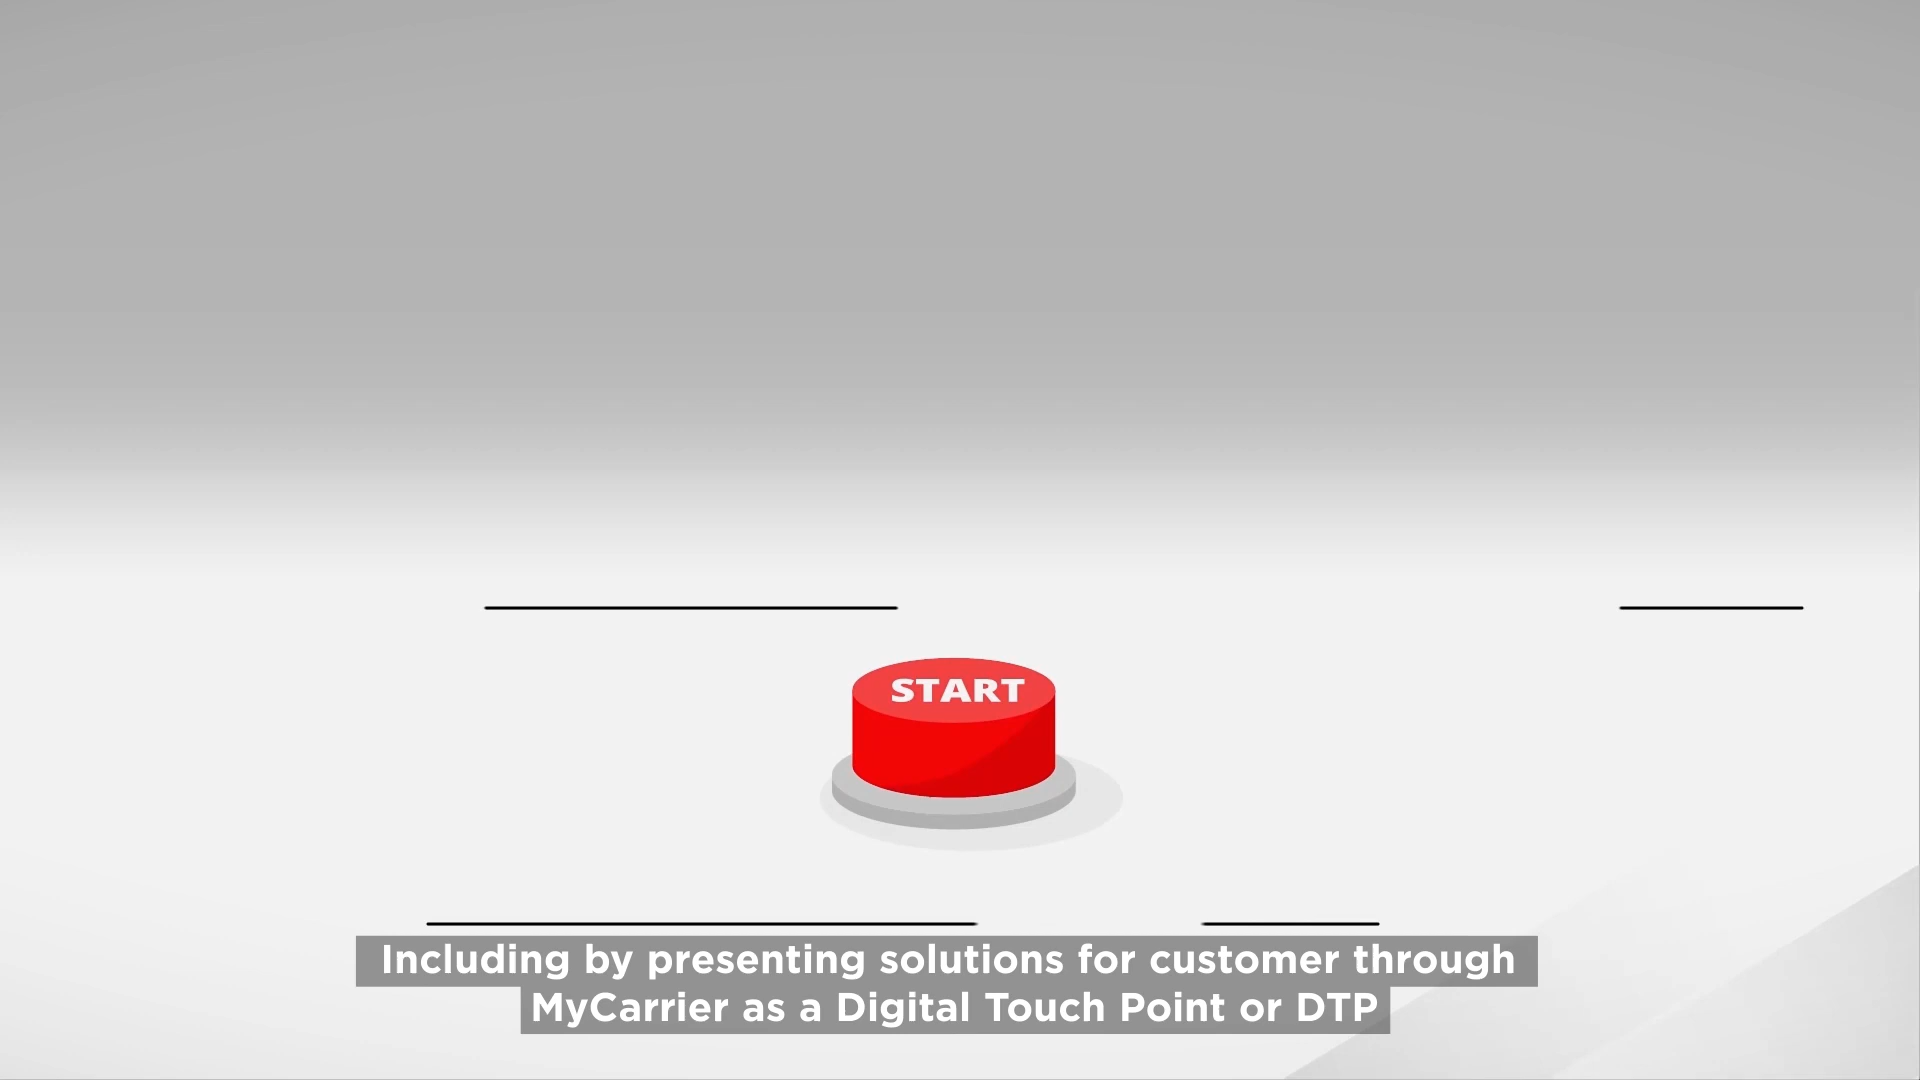 START
Including by presenting solutions for customer through
MyCarrier as a Digital Touch Point or DTP